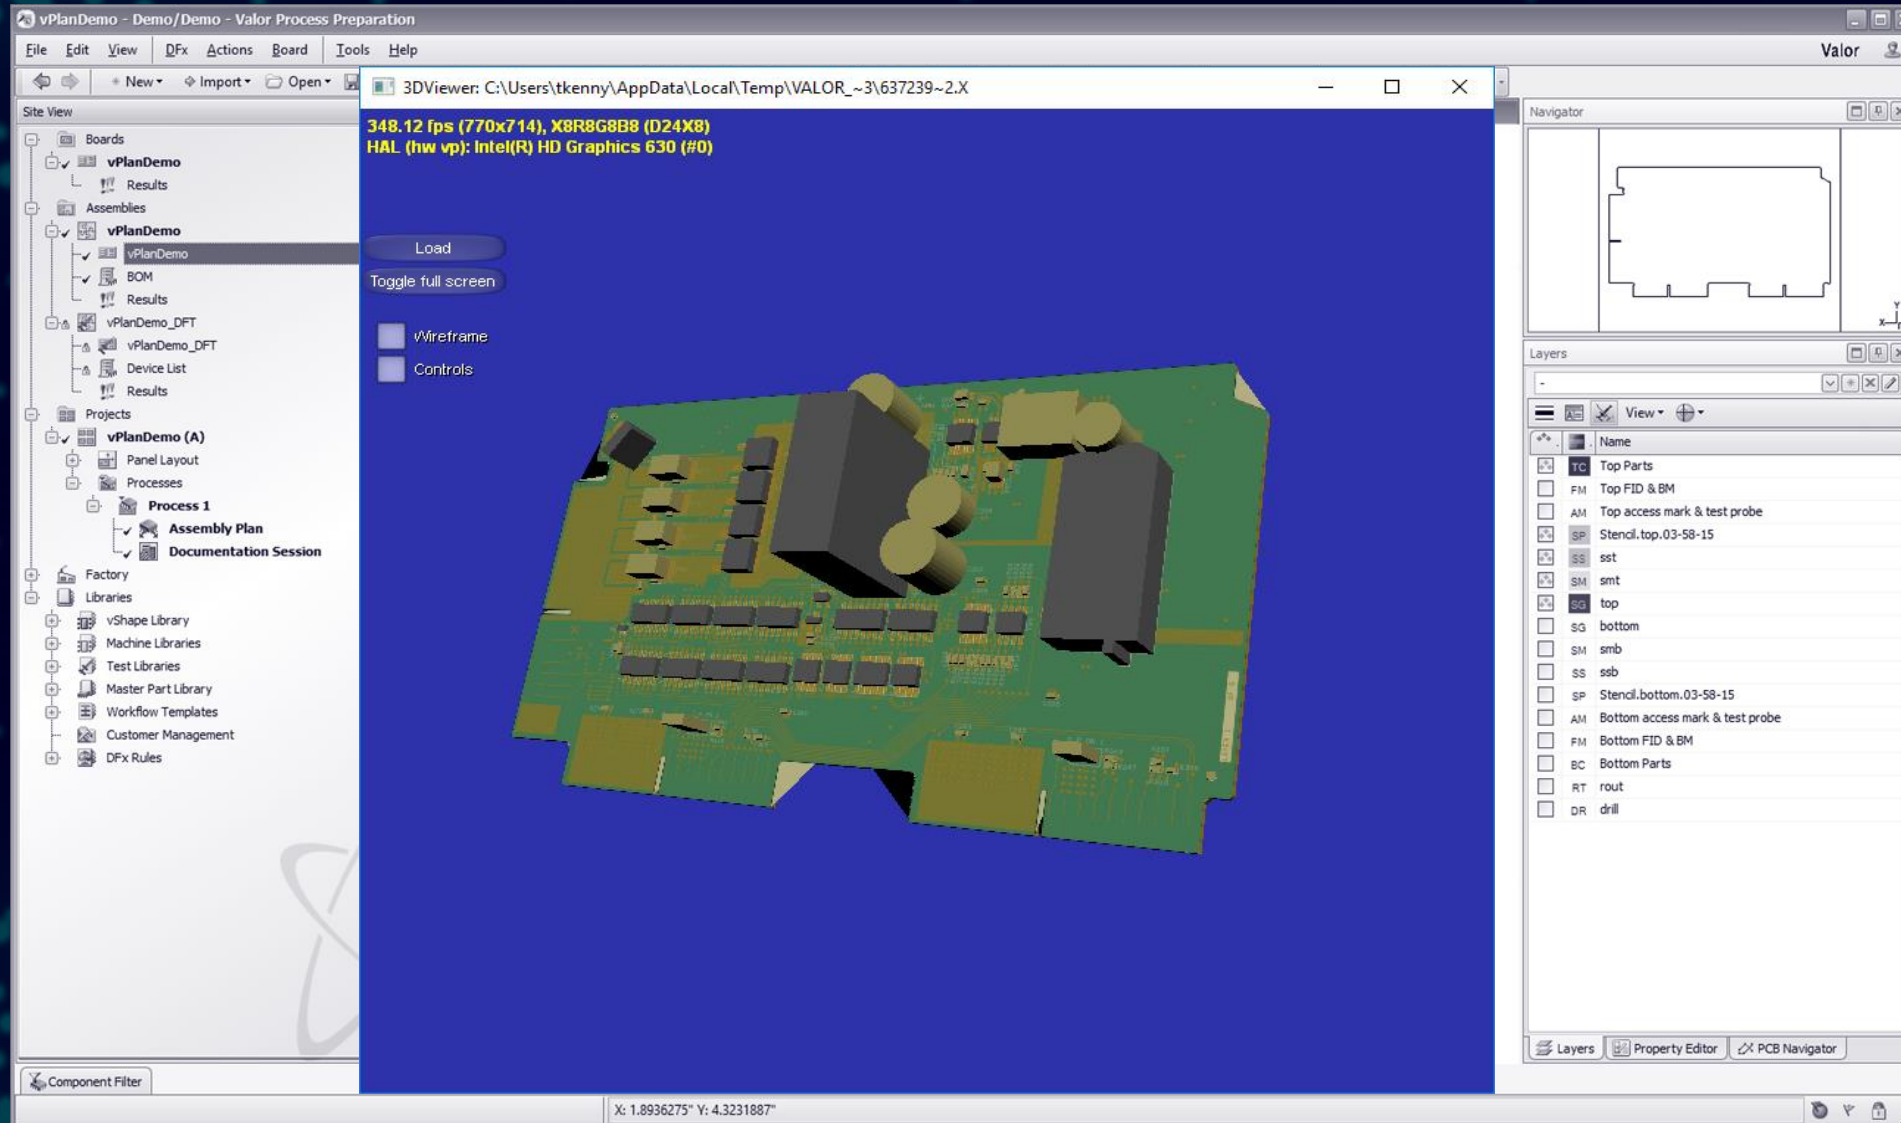 vPlanDemo - Demo/Demo - Valor Process Preparation
File Edit View DFx Actions Board Tools Help
Valor
New Import Open
Site View
Boards
vPlanDemo
Results
Assemblies
vPlanDemo
vPlanDemo
BOM
Results
vPlanDemo_DFT
vPlanDemo_DFT
Device List
Results
Projects
vPlanDemo (A)
Panel Layout
Processes
Process 1
Assembly Plan
Documentation Session
Factory
Libraries
vShape Library
Machine Libraries
Test Libraries
Master Part Library
Workflow Templates
Customer Management
DFx Rules
Component Filter
3DViewer: C:\Users\tkenny\AppData\Local\Temp\VALOR_~3\637239~2.X
348.12 fps (770x714), X8R8G8B8 (D24X8)
HAL (hw vp): Intel(R) HD Graphics 630 (#0)
Load
Toggle full screen
Wireframe
Controls
Navigator
Y
X
Layers
-
View
Name
TC Top Parts
FM Top FID & BM
AM Top access mark & test probe
SP Stencil.top.03-58-15
SS sst
SM smt
SG top
SG bottom
SM smb
SS ssb
SP Stencil.bottom.03-58-15
AM Bottom access mark & test probe
FM Bottom FID & BM
BC Bottom Parts
RT rout
DR drill
Layers Property Editor PCB Navigator
X: 1.8936275" Y: 4.3231887"